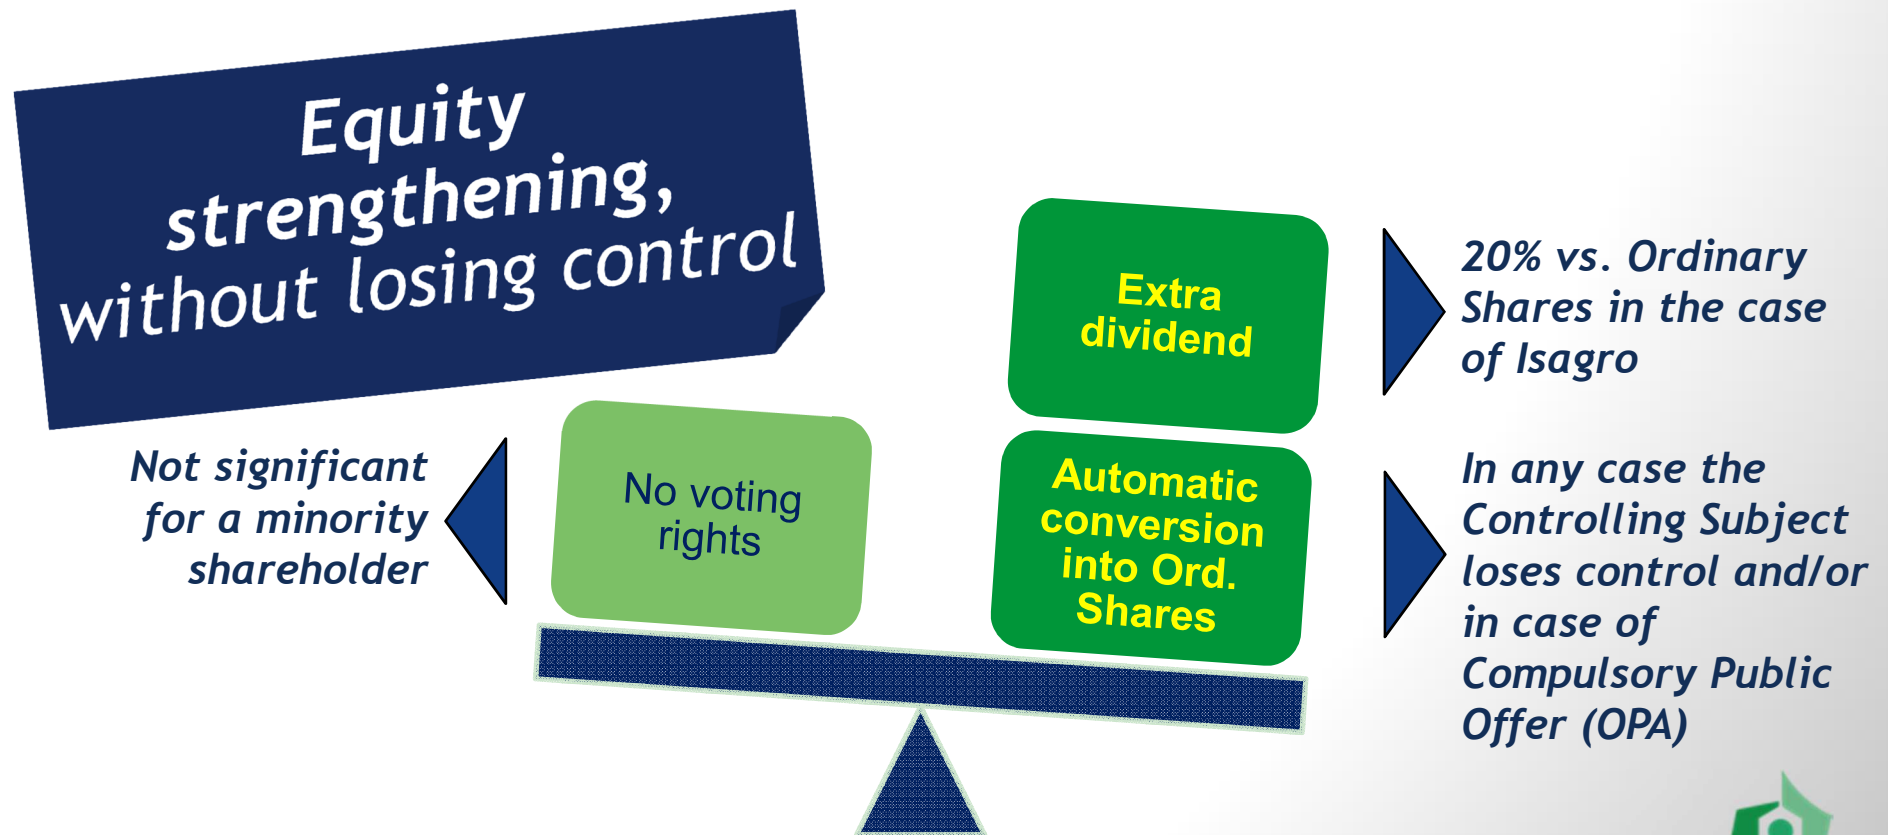 Equity
strengthening,
without losing control
Not significant
for a minority
shareholder
No voting
rights
Extra
dividend
Automatic
conversion
into Ord.
Shares
20% vs. Ordinary
Shares in the case
of Isagro
In any case the
Controlling Subject
loses control and/or
in case of
Compulsory Public
Offer (OPA)